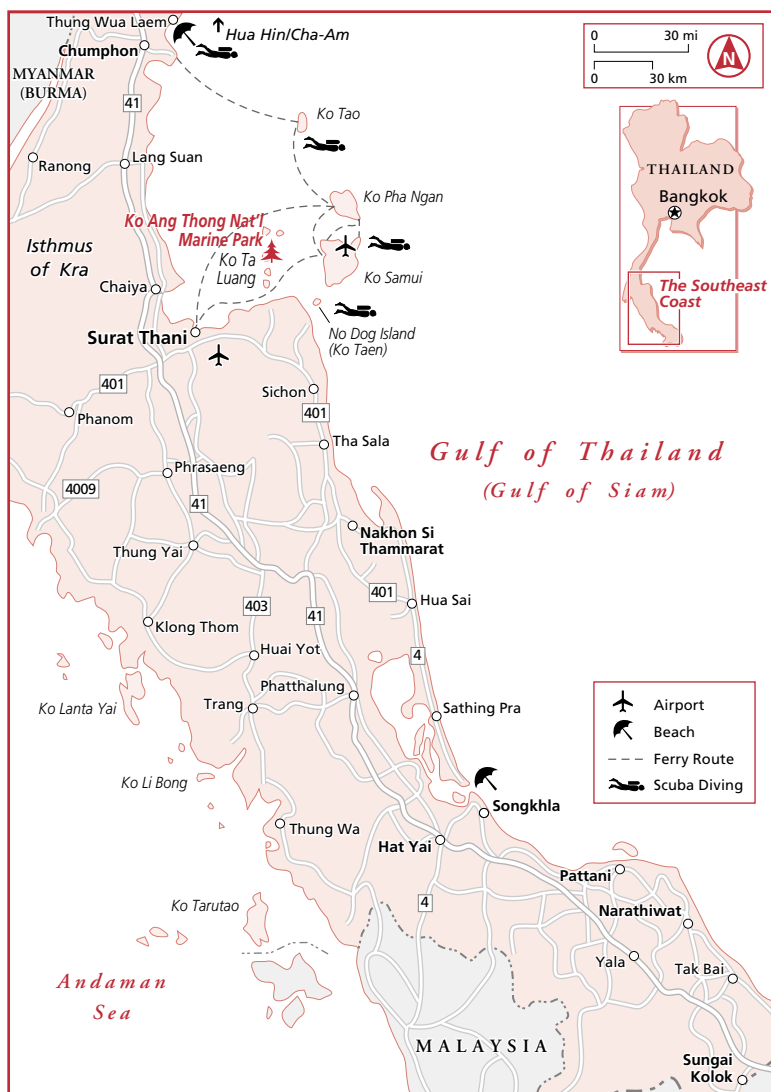 Thung Wua Laem
Hua Hin/Cha-Am
Chumphon
MYANMAR
(BURMA)
0 30 mi
0 30 km
N
41
Ko Tao
Ranong
Lang Suan
THAILAND
Bangkok
The Southeast
Coast
Ko Pha Ngan
Ko Ang Thong Nat'l
Marine Park
Ko Ta
Luang
Isthmus
of Kra
Ko Samui
Chaiya
No Dog Island
(Ko Taen)
Surat Thani
401
Sichon
401
Phanom
Tha Sala
Gulf of Thailand
(Gulf of Siam)
Phrasaeng
4009
41
Nakhon Si
Thammarat
Thung Yai
401
Hua Sai
403
41
Klong Thom
Huai Yot
4
Phatthalung
Ko Lanta Yai
Trang
Sathing Pra
Airport
Beach
Ferry Route
Scuba Diving
Ko Li Bong
Songkhla
Thung Wa
Hat Yai
Pattani
Ko Tarutao
4
Narathiwat
Yala
Tak Bai
Andaman
Sea
MALAYSIA
Sungai
Kolok